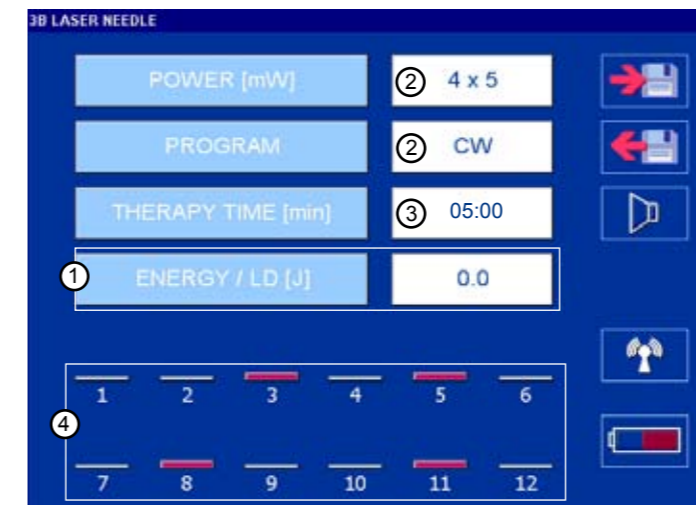 3B LASER NEEDLE
POWER [mW] 2 4 x 5
PROGRAM 2 CW
THERAPY TIME [min] 3 05:00
1 ENERGY / LD [J] 0.0
1 2 3 4 5 6
4
7 8 9 10 11 12